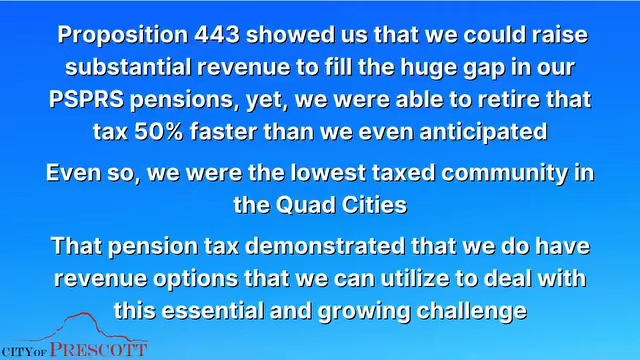 Proposition 443 showed us that we could raise
substantial revenue to fill the huge gap in our
PSPRS pensions, yet, we were able to retire that
tax 50% faster than we even anticipated
Even so, we were the lowest taxed community in
the Quad Cities
That pension tax demonstrated that we do have
revenue options that we can utilize to deal with
this essential and growing challenge
CITY OF PRESCOTT